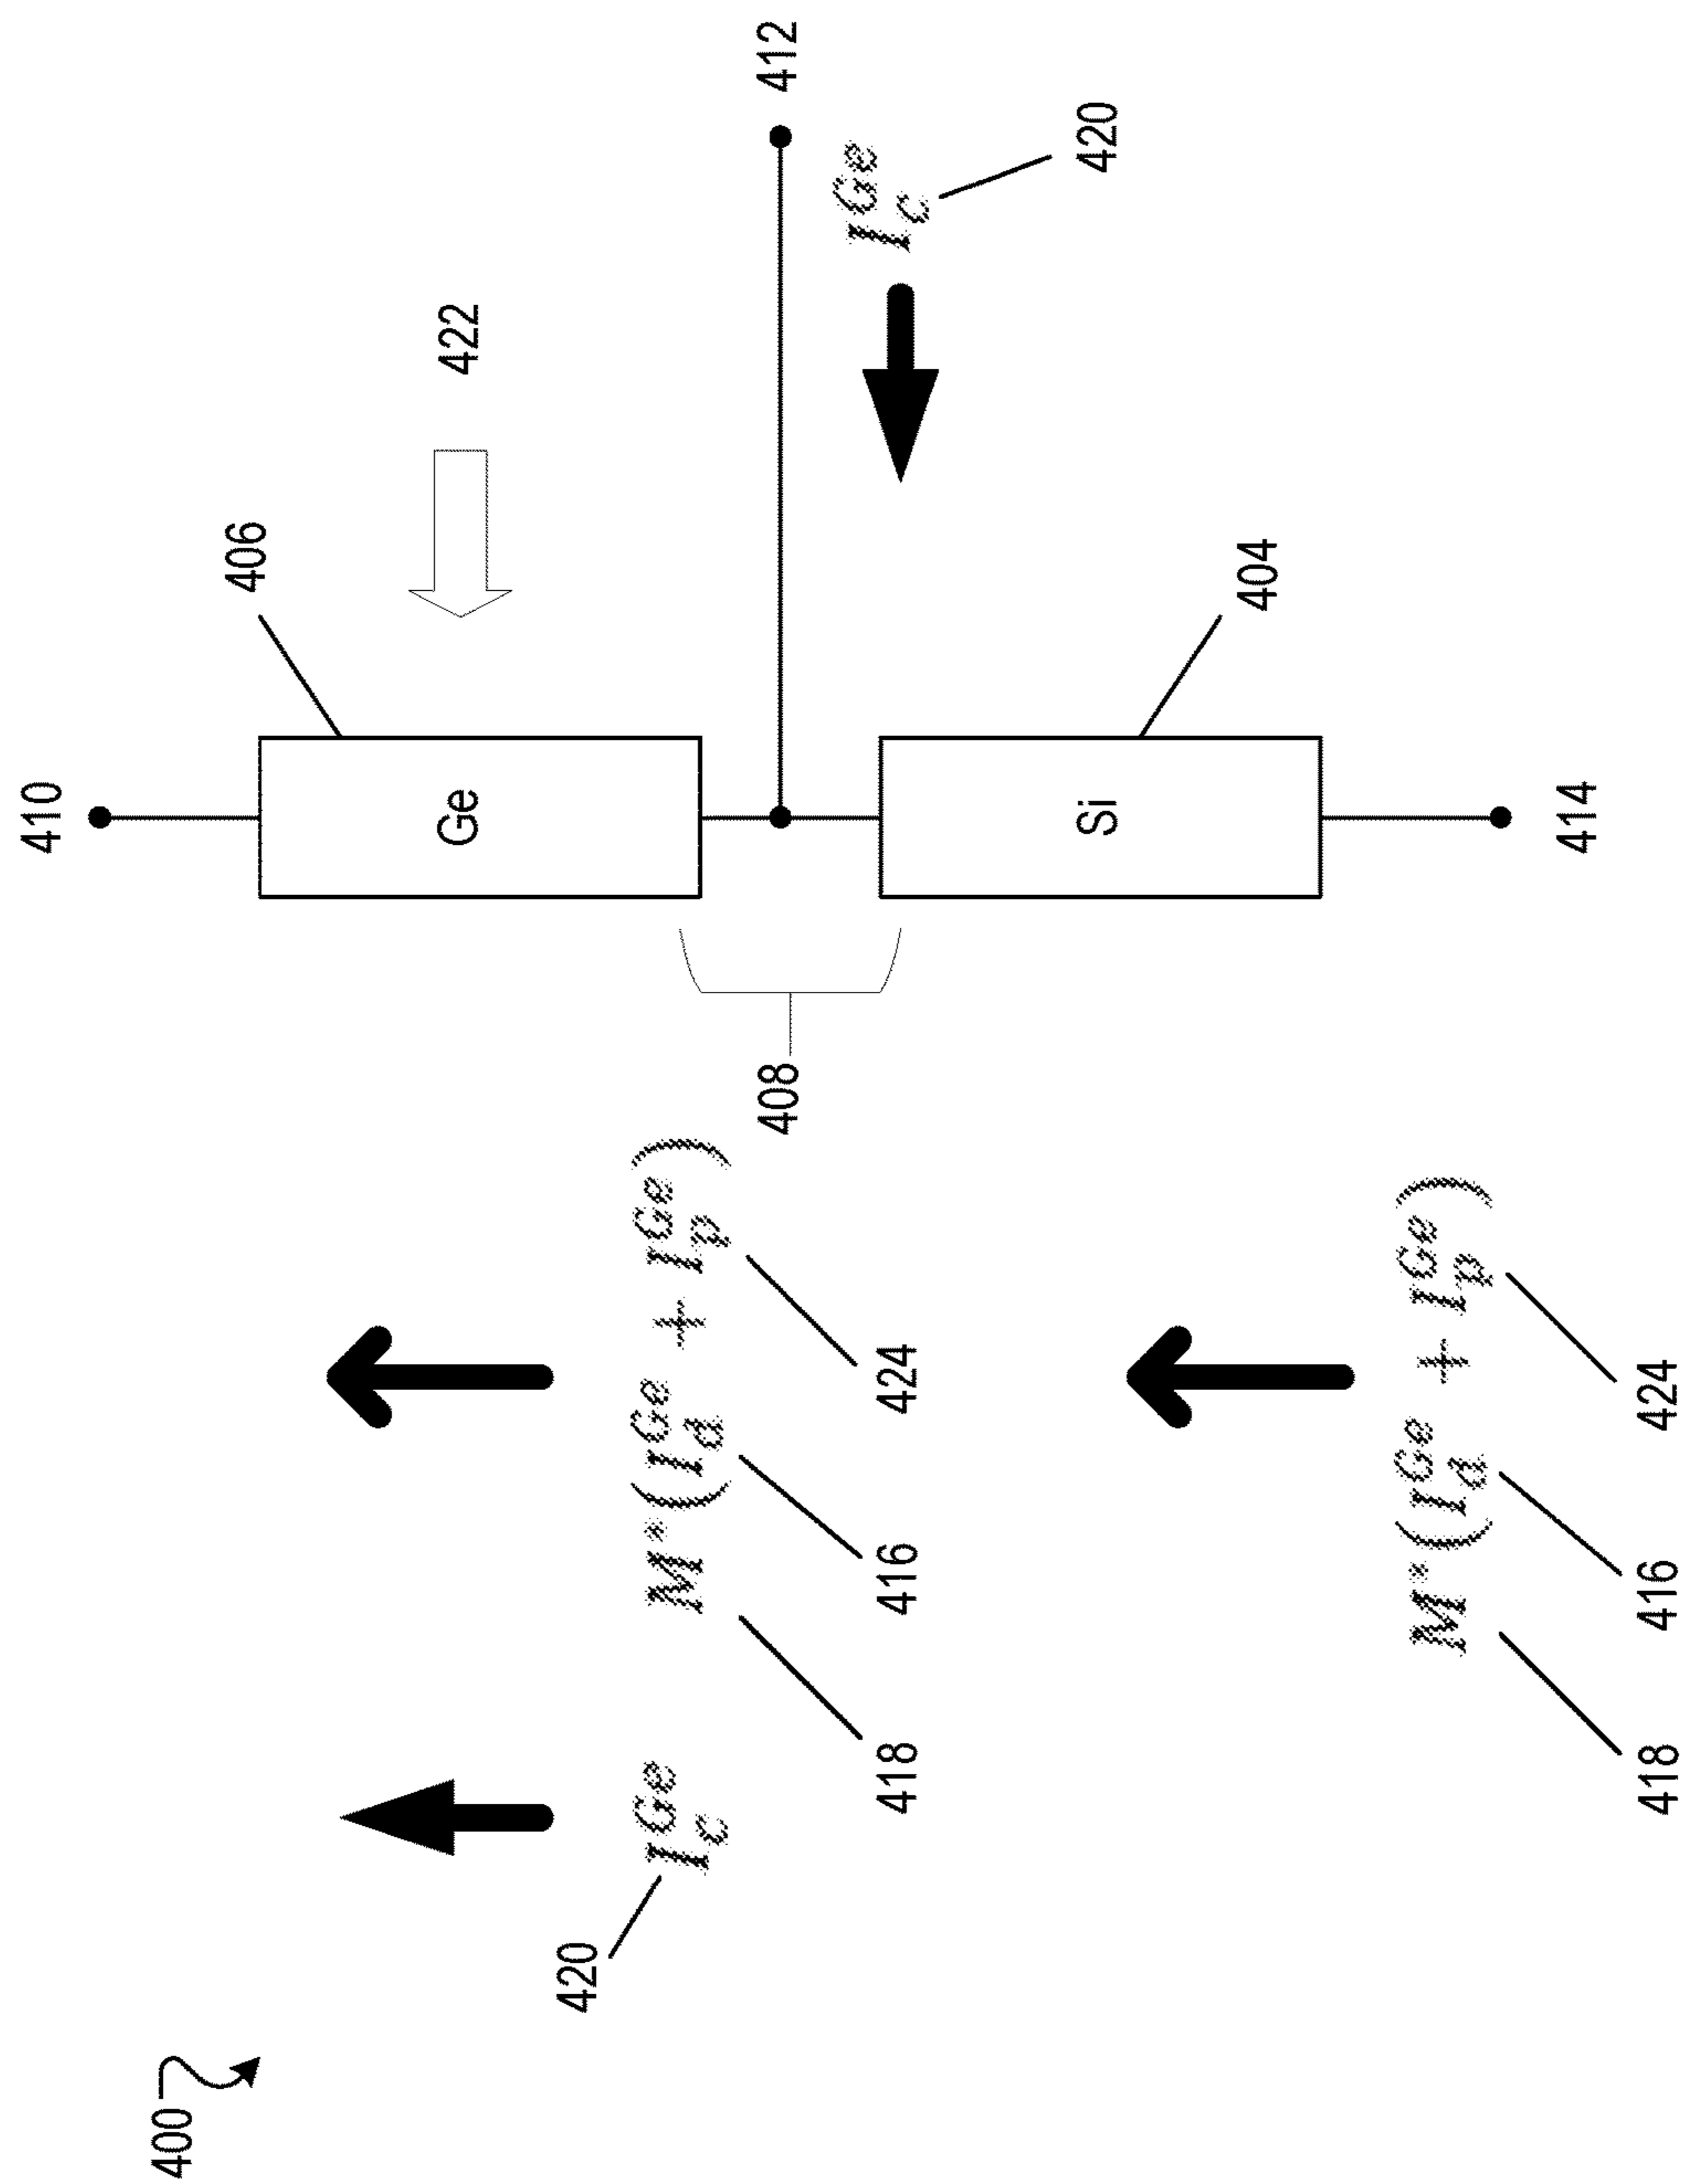 410
400
406
Ge
422
420
I_c^{Ge}
M*(I_d^{Ge} + I_p^{Ge})
408
412
I_c^{Ge}
418
416
424
Si
420
404
M*(I_d^{Ge} + I_p^{Ge})
414
418
416
424